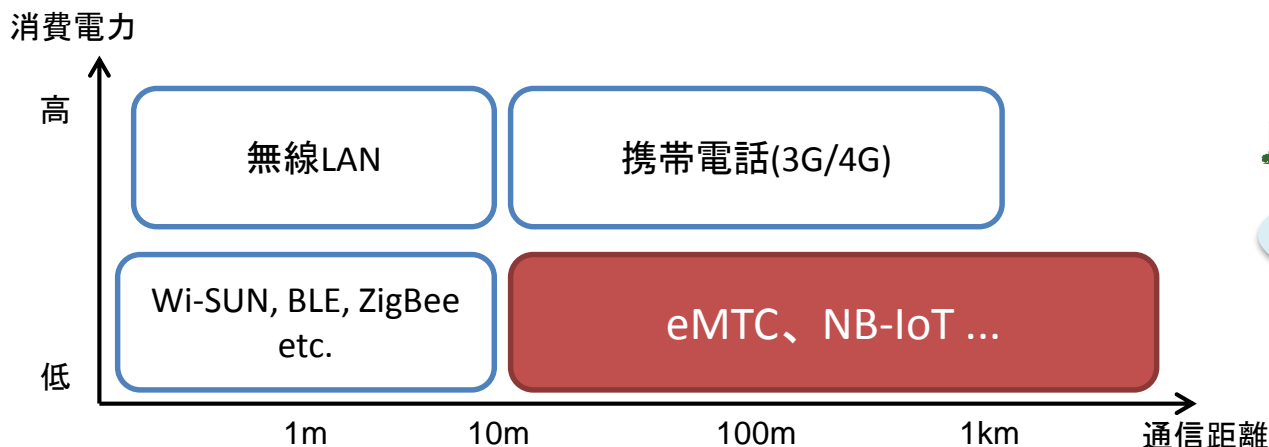 消費電力
高
無線LAN
携帯電話(3G/4G)
Wi-SUN, BLE, ZigBee
etc.
eMTC、NB-IoT ...
低
1m
10m
100m
1km
通信距離